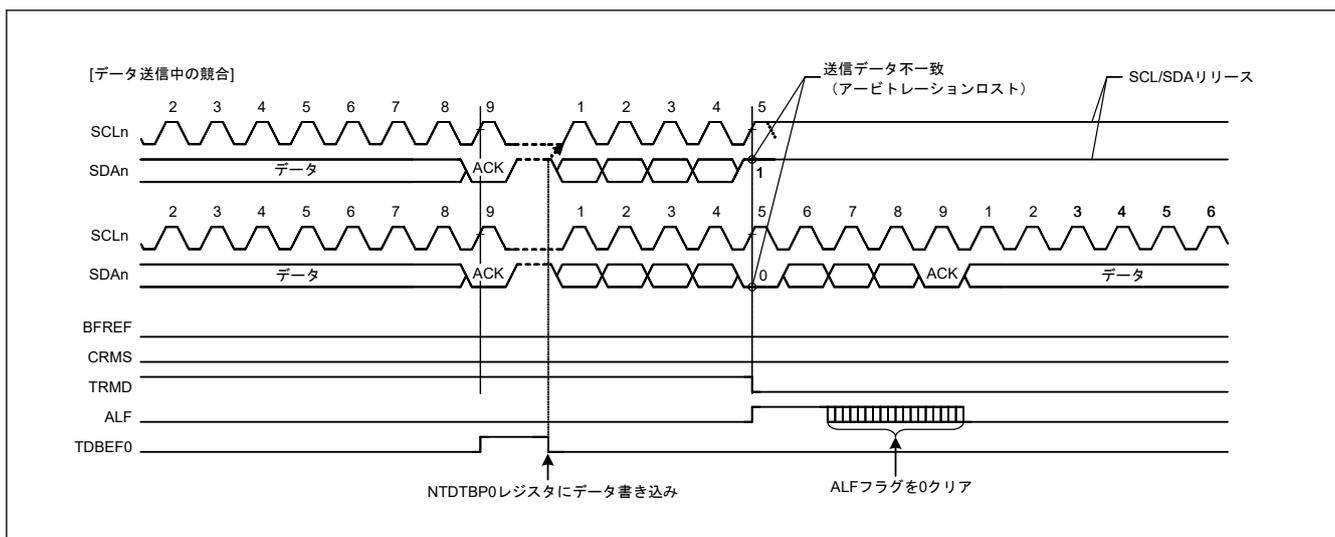 [データ送信中の競合]
送信データ不一致
（アービトレーションロスト）
SCL/SDAリリース
2 3 4 5 6 7 8 9 1 2 3 4 5
SCLn
SDAn データ ACK 1
2 3 4 5 6 7 8 9 1 2 3 4 5 6 7 8 9 1 2 3 4 5 6
SCLn
SDAn データ ACK 0 ACK データ
BFREF
CRMS
TRMD
ALF
TDBEF0
NTDTBP0レジスタにデータ書き込み
ALFフラグを0クリア